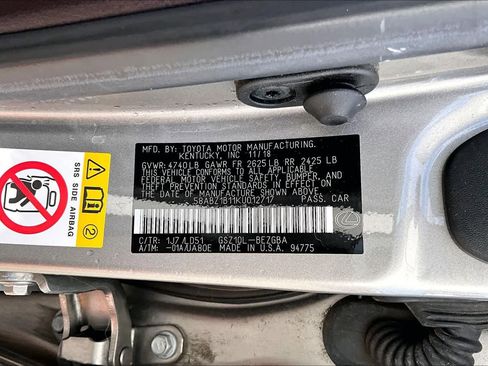 MFD. BY: TOYOTA MOTOR MANUFACTURING,
KENTUCKY, INC 11/18
GVWR: 4740LB GAWR FR 2625LB RR 2425 LB
THIS VEHICLE CONFORMS TO ALL APPLICABLE
FEDERAL MOTOR VEHICLE SAFETY, BUMPER, AND
THEFT PREVENTION STANDARDS IN EFFECT ON
THE DATE OF MANUFACTURE SHOWN ABOVE.
58ABZ1B11KU012717 PASS. CAR
C/TR: 1J7/LD51 GSZ10L-BEZGBA
A/TM: -01A/UA80E MADE IN U.S.A. 94775
SRS SIDE AIRBAG